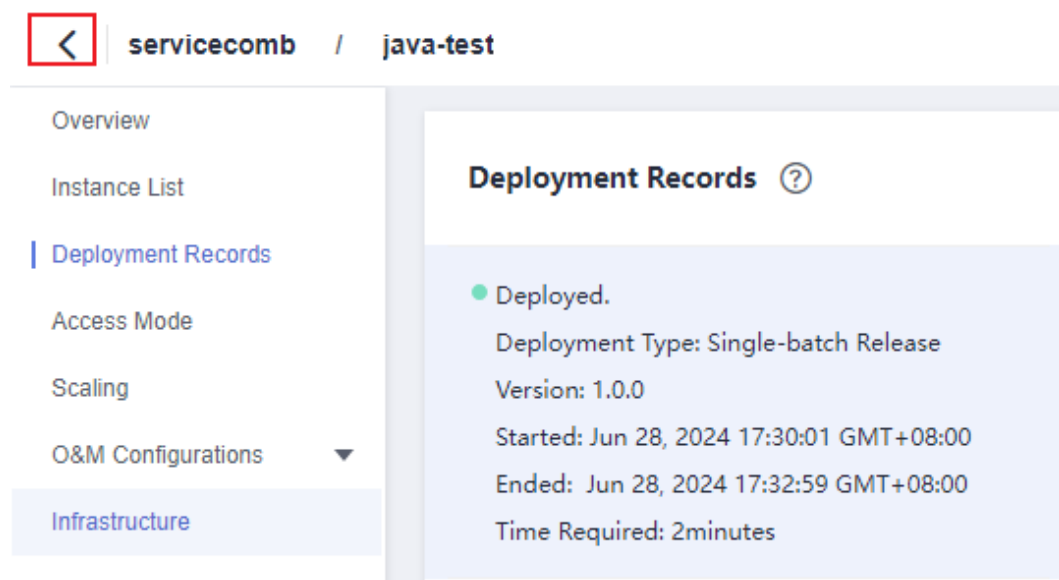 servicecomb / java-test
Overview
Instance List
Deployment Records
Access Mode
Scaling
O&M Configurations
Infrastructure
Deployment Records ?
Deployed.
Deployment Type: Single-batch Release
Version: 1.0.0
Started: Jun 28, 2024 17:30:01 GMT+08:00
Ended: Jun 28, 2024 17:32:59 GMT+08:00
Time Required: 2minutes